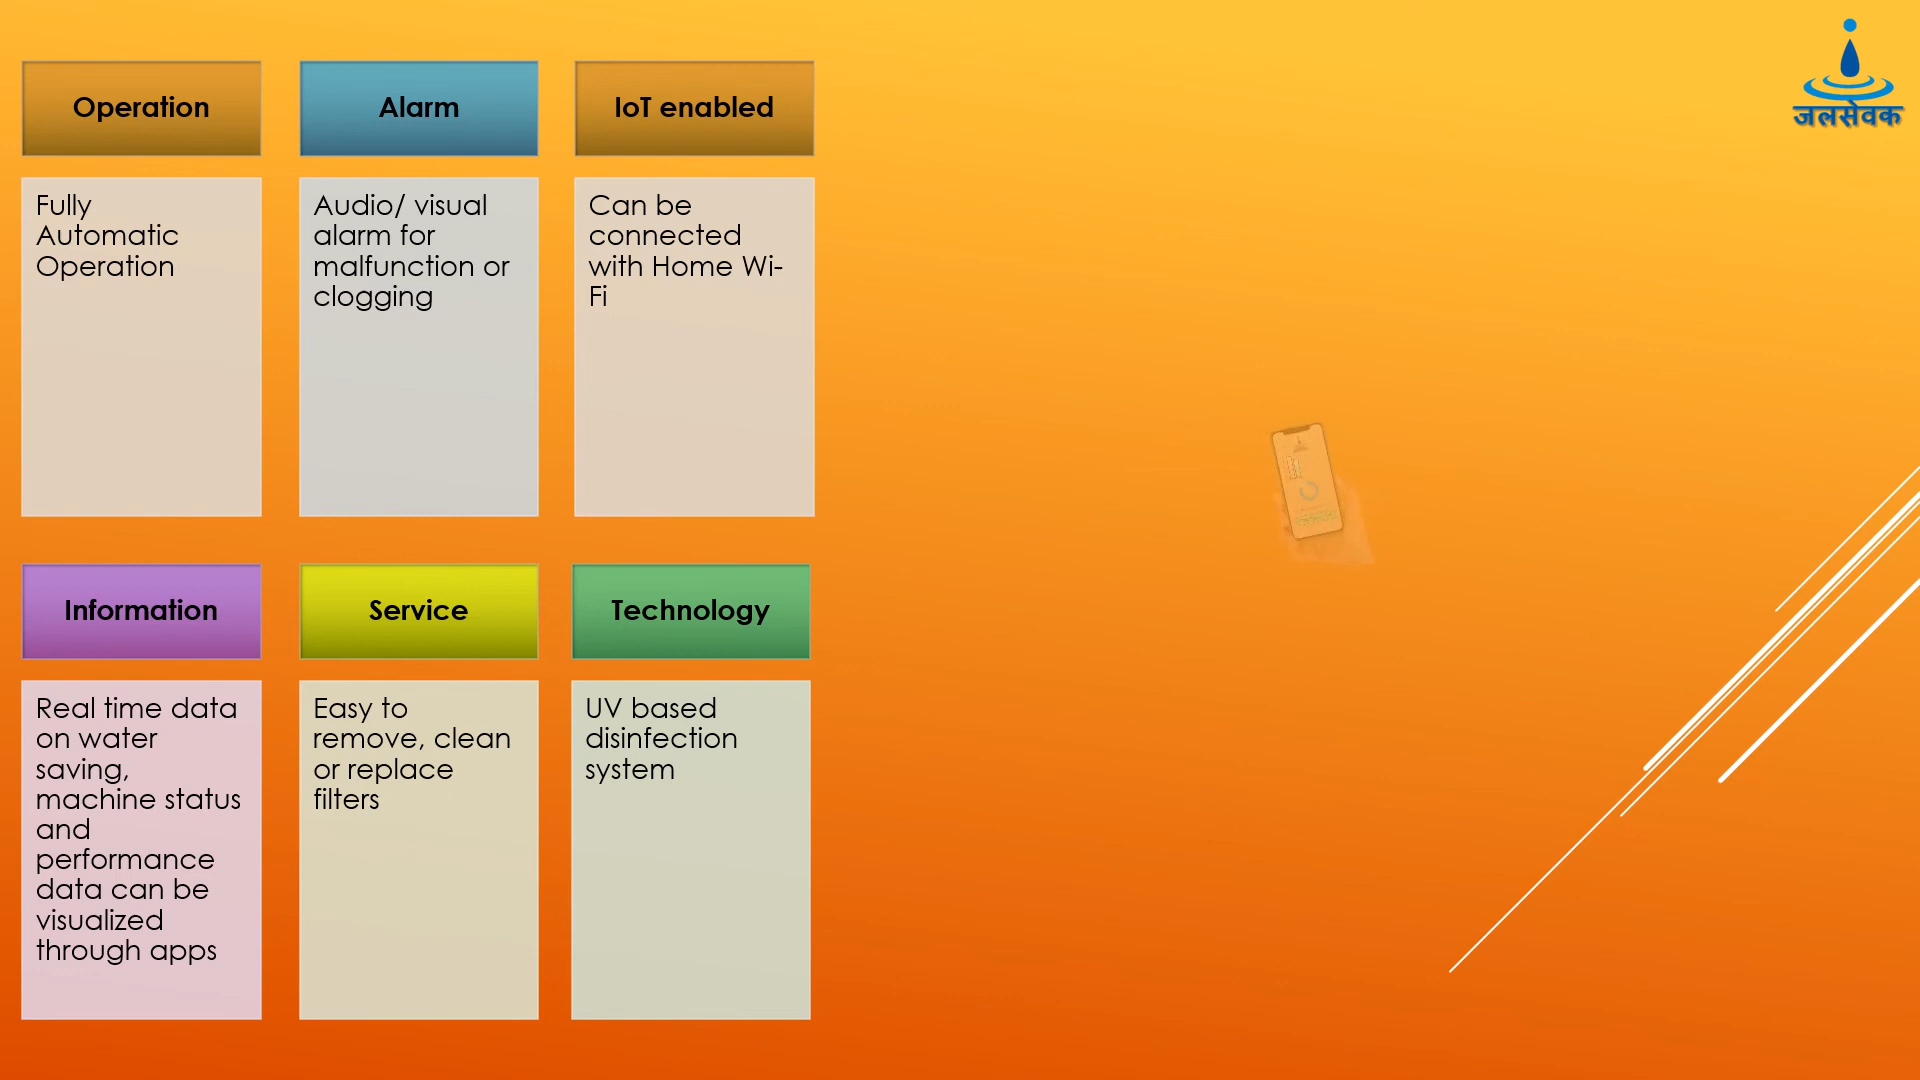 जलसेवक
Operation
Fully
Automatic
Operation
Alarm
Audio/ visual
alarm for
malfunction or
clogging
IoT enabled
Can be
connected
with Home Wi-
Fi
Information
Real time data
on water
saving,
machine status
and
performance
data can be
visualized
through apps
Service
Easy to
remove, clean
or replace
filters
Technology
UV based
disinfection
system